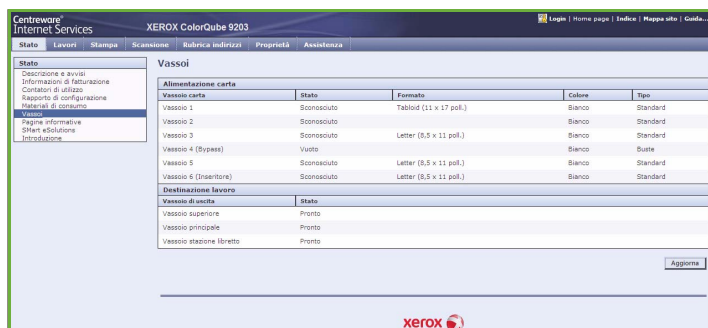 Centreware®
Internet Services
XEROX ColorQube 9203
Login | Home page | Indice | Mappa sito | Guida...
Stato Lavori Stampa Scansione Rubrica indirizzi Proprietà Assistenza
Stato
Descrizione e avvisi
Informazioni di fatturazione
Contatori di utilizzo
Rapporto di configurazione
Materiali di consumo
Vassoi
Pagine informative
SMart eSolutions
Introduzione
Vassoi
Alimentazione carta
Vassoio carta Stato Formato Colore Tipo
Vassoio 1 Sconosciuto Tabloid (11 x 17 poll.) Bianco Standard
Vassoio 2 Sconosciuto Bianco Standard
Vassoio 3 Sconosciuto Letter (8,5 x 11 poll.) Bianco Standard
Vassoio 4 (Bypass) Vuoto Bianco Buste
Vassoio 5 Sconosciuto Letter (8,5 x 11 poll.) Bianco Standard
Vassoio 6 (Inseritore) Sconosciuto Letter (8,5 x 11 poll.) Bianco Standard
Destinazione lavoro
Vassoio di uscita Stato
Vassoio superiore Pronto
Vassoio principale Pronto
Vassoio stazione libretto Pronto
Aggiorna
xerox